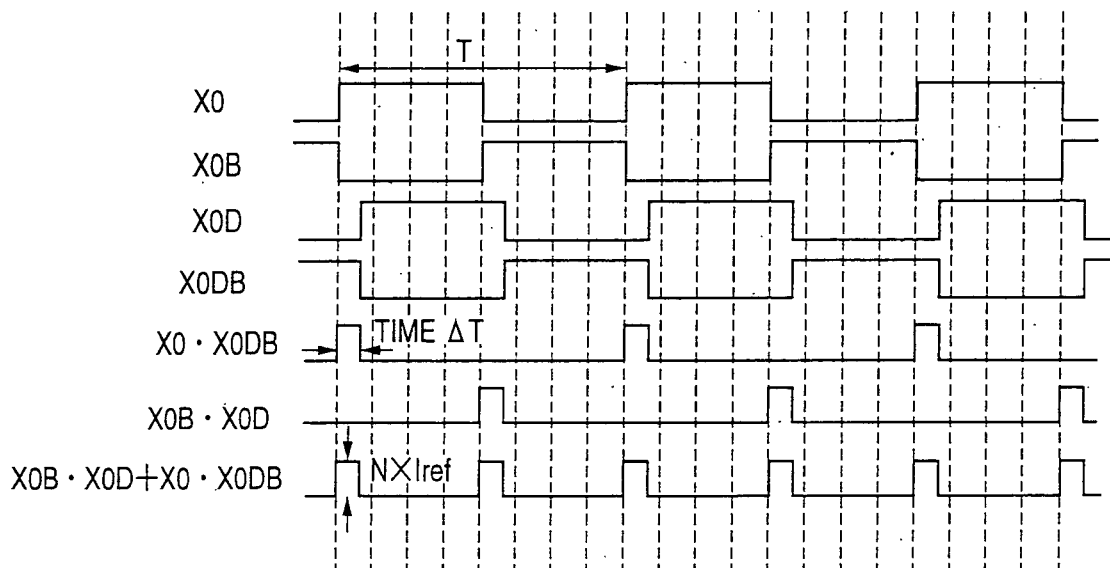 T
X0
X0B
X0D
X0DB
X0・X0DB
TIME ΔT
X0B・X0D
X0B・X0D+X0・X0DB
N×Iref